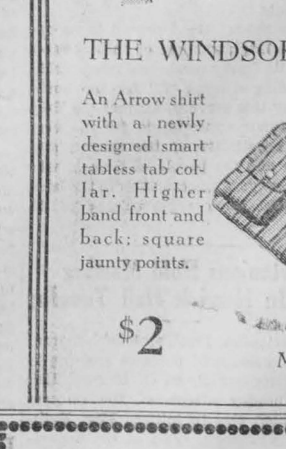 THE WINDSOR
An Arrow shirt
with a newly
designed smart
tabless tab col-
lar. Higher
band front and
back; square
jaunty points.
$2